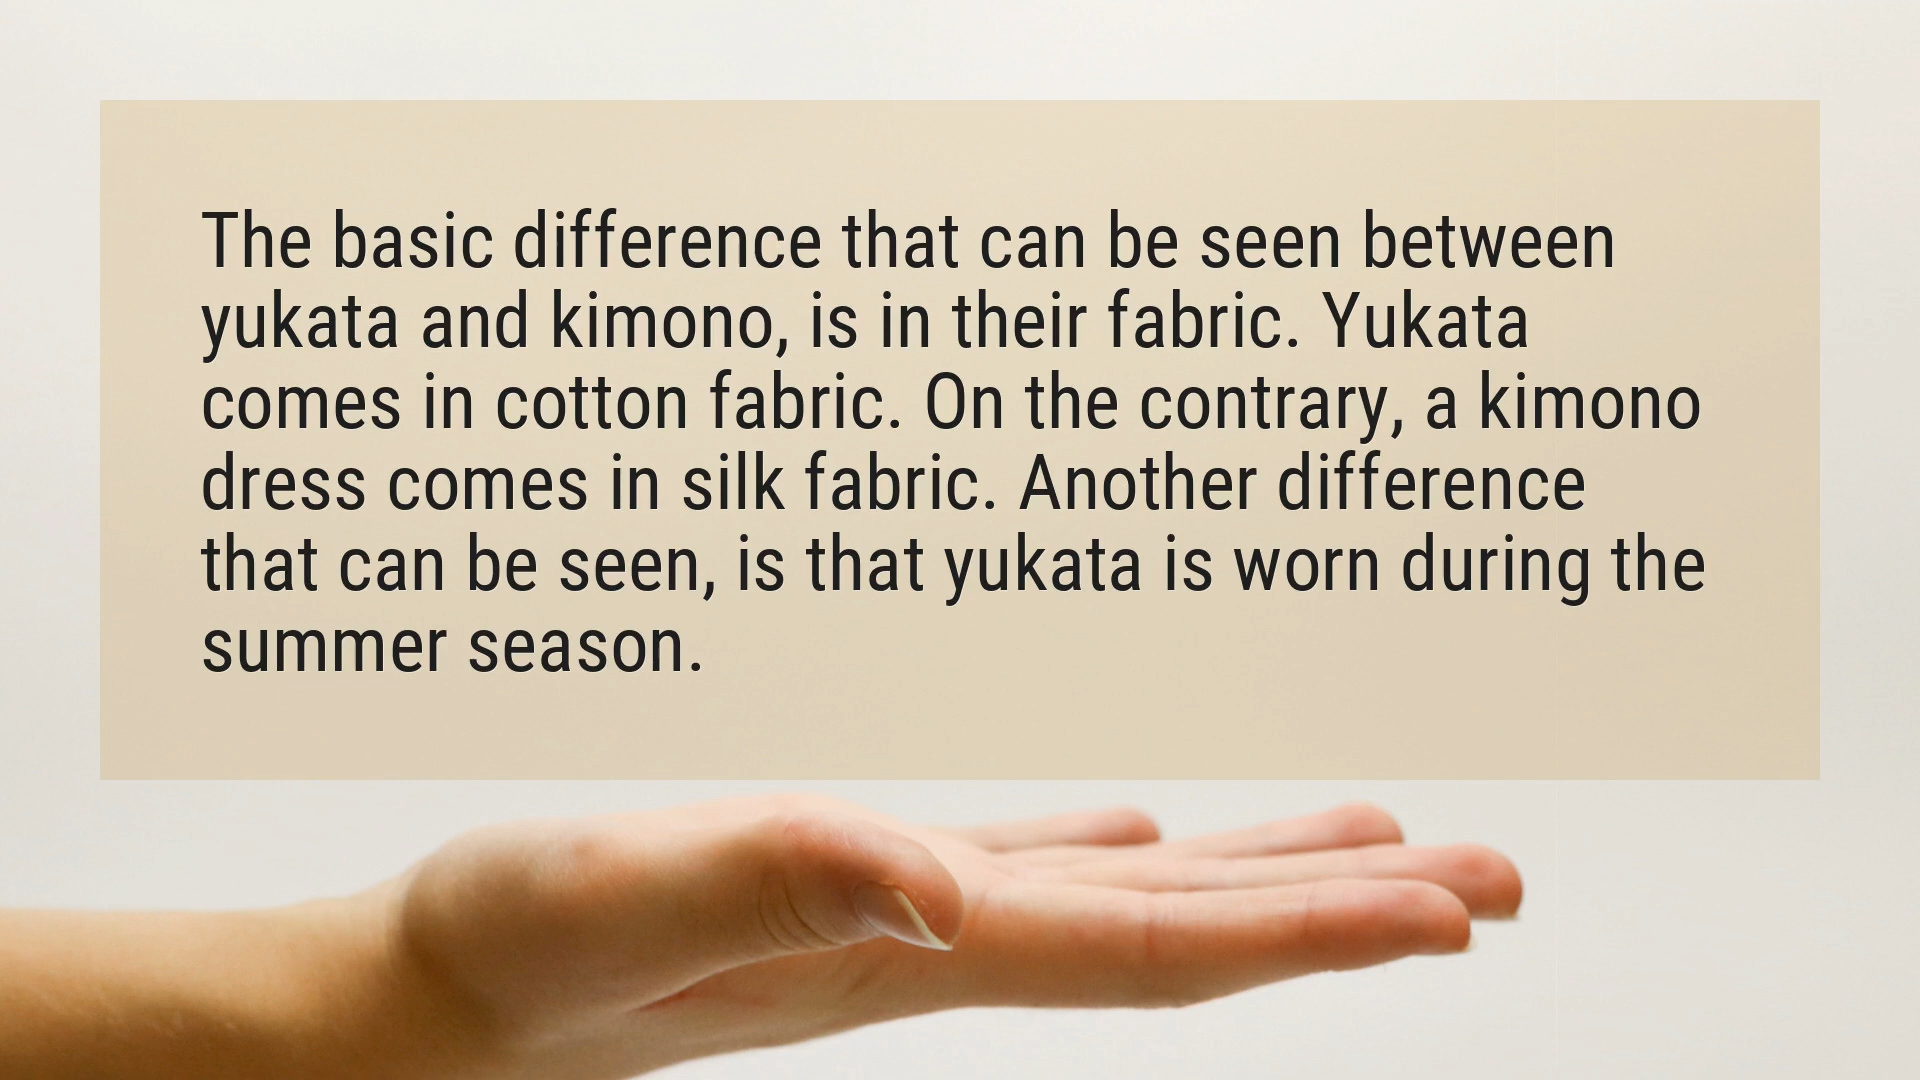 The basic difference that can be seen between
yukata and kimono, is in their fabric. Yukata
comes in cotton fabric. On the contrary, a kimono
dress comes in silk fabric. Another difference
that can be seen, is that yukata is worn during the
summer season.